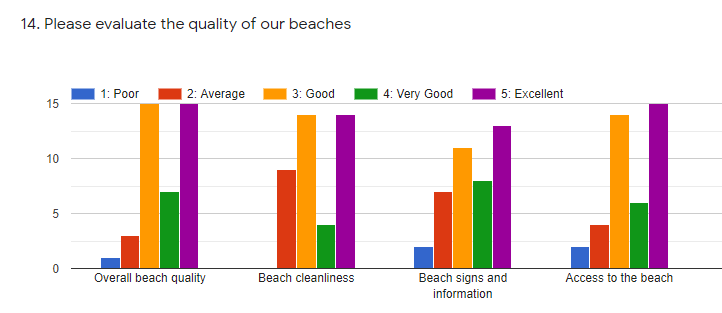 14. Please evaluate the quality of our beaches
1: Poor 2: Average 3: Good 4: Very Good 5: Excellent
15
10
5
0
Overall beach quality Beach cleanliness Beach signs and Access to the beach
information